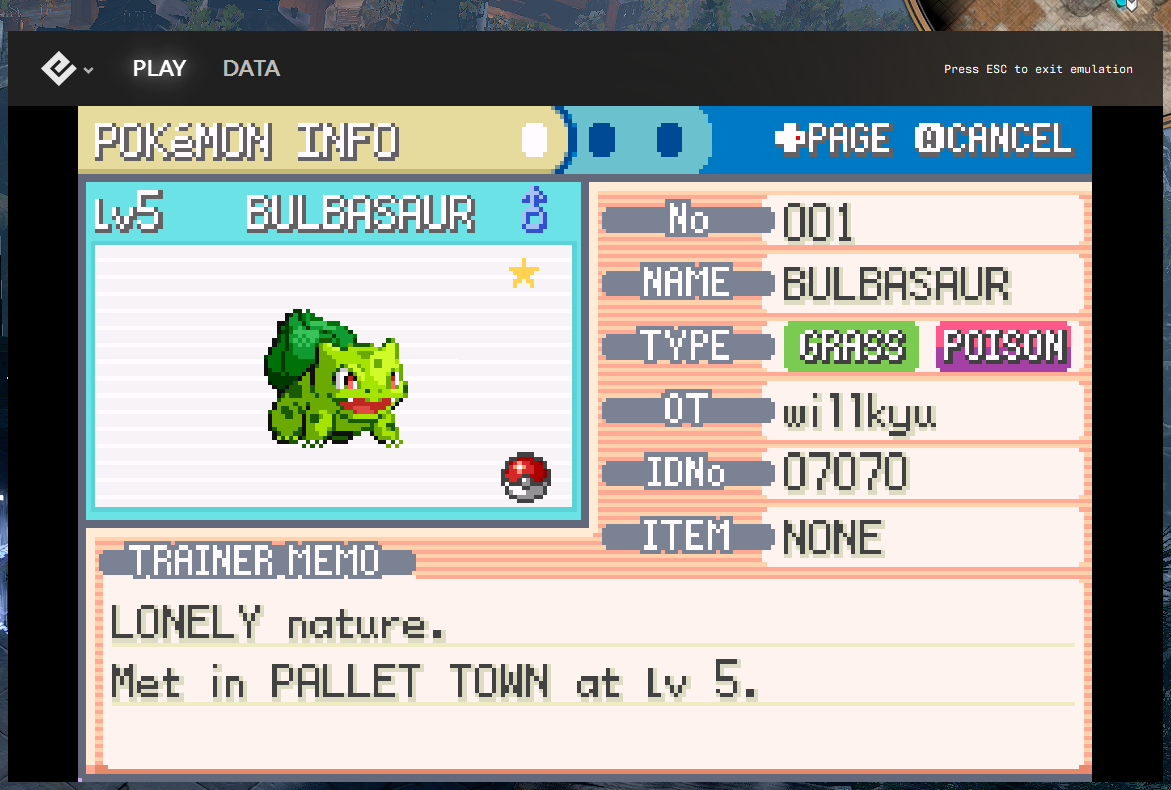 PLAY DATA Press ESC to exit emulation
POKéMON INFO PAGE ACANCEL
Lv5 BULBASAUR ♂
No 001
NAME BULBASAUR
TYPE GRASS POISON
OT willkyu
IDNo 07070
ITEM NONE
TRAINER MEMO
LONELY nature.
Met in PALLET TOWN at Lv 5.